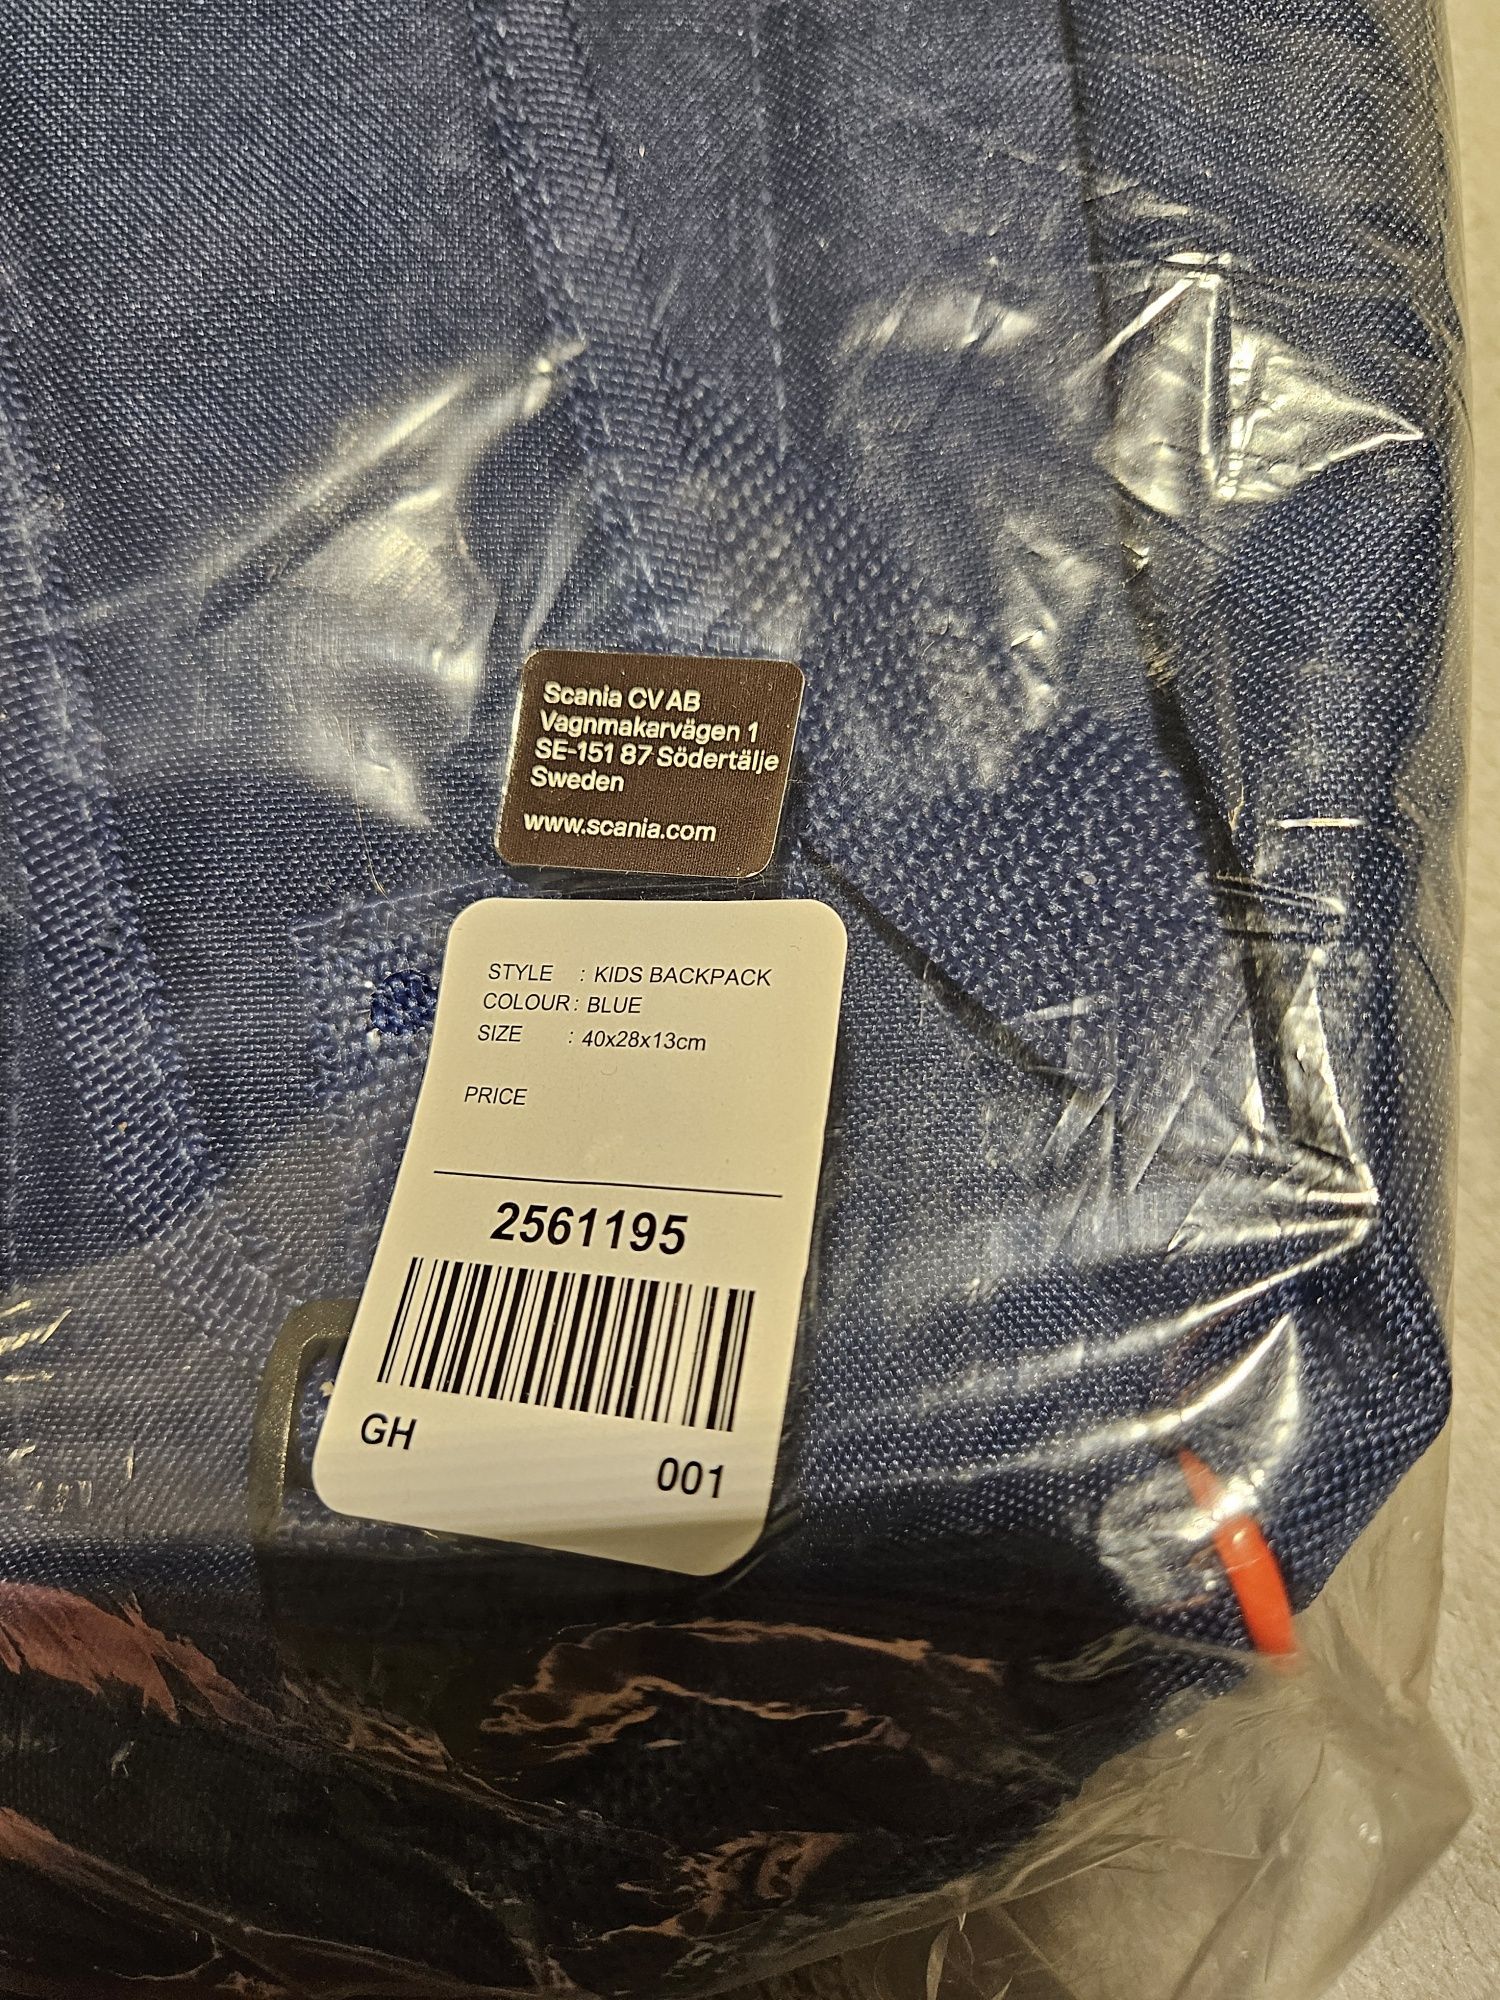 Scania CV AB
Vagnmakarvägen 1
SE-151 87 Södertälje
Sweden
www.scania.com
STYLE : KIDS BACKPACK
COLOUR : BLUE
SIZE : 40x28x13cm
PRICE
2561195
GH
001